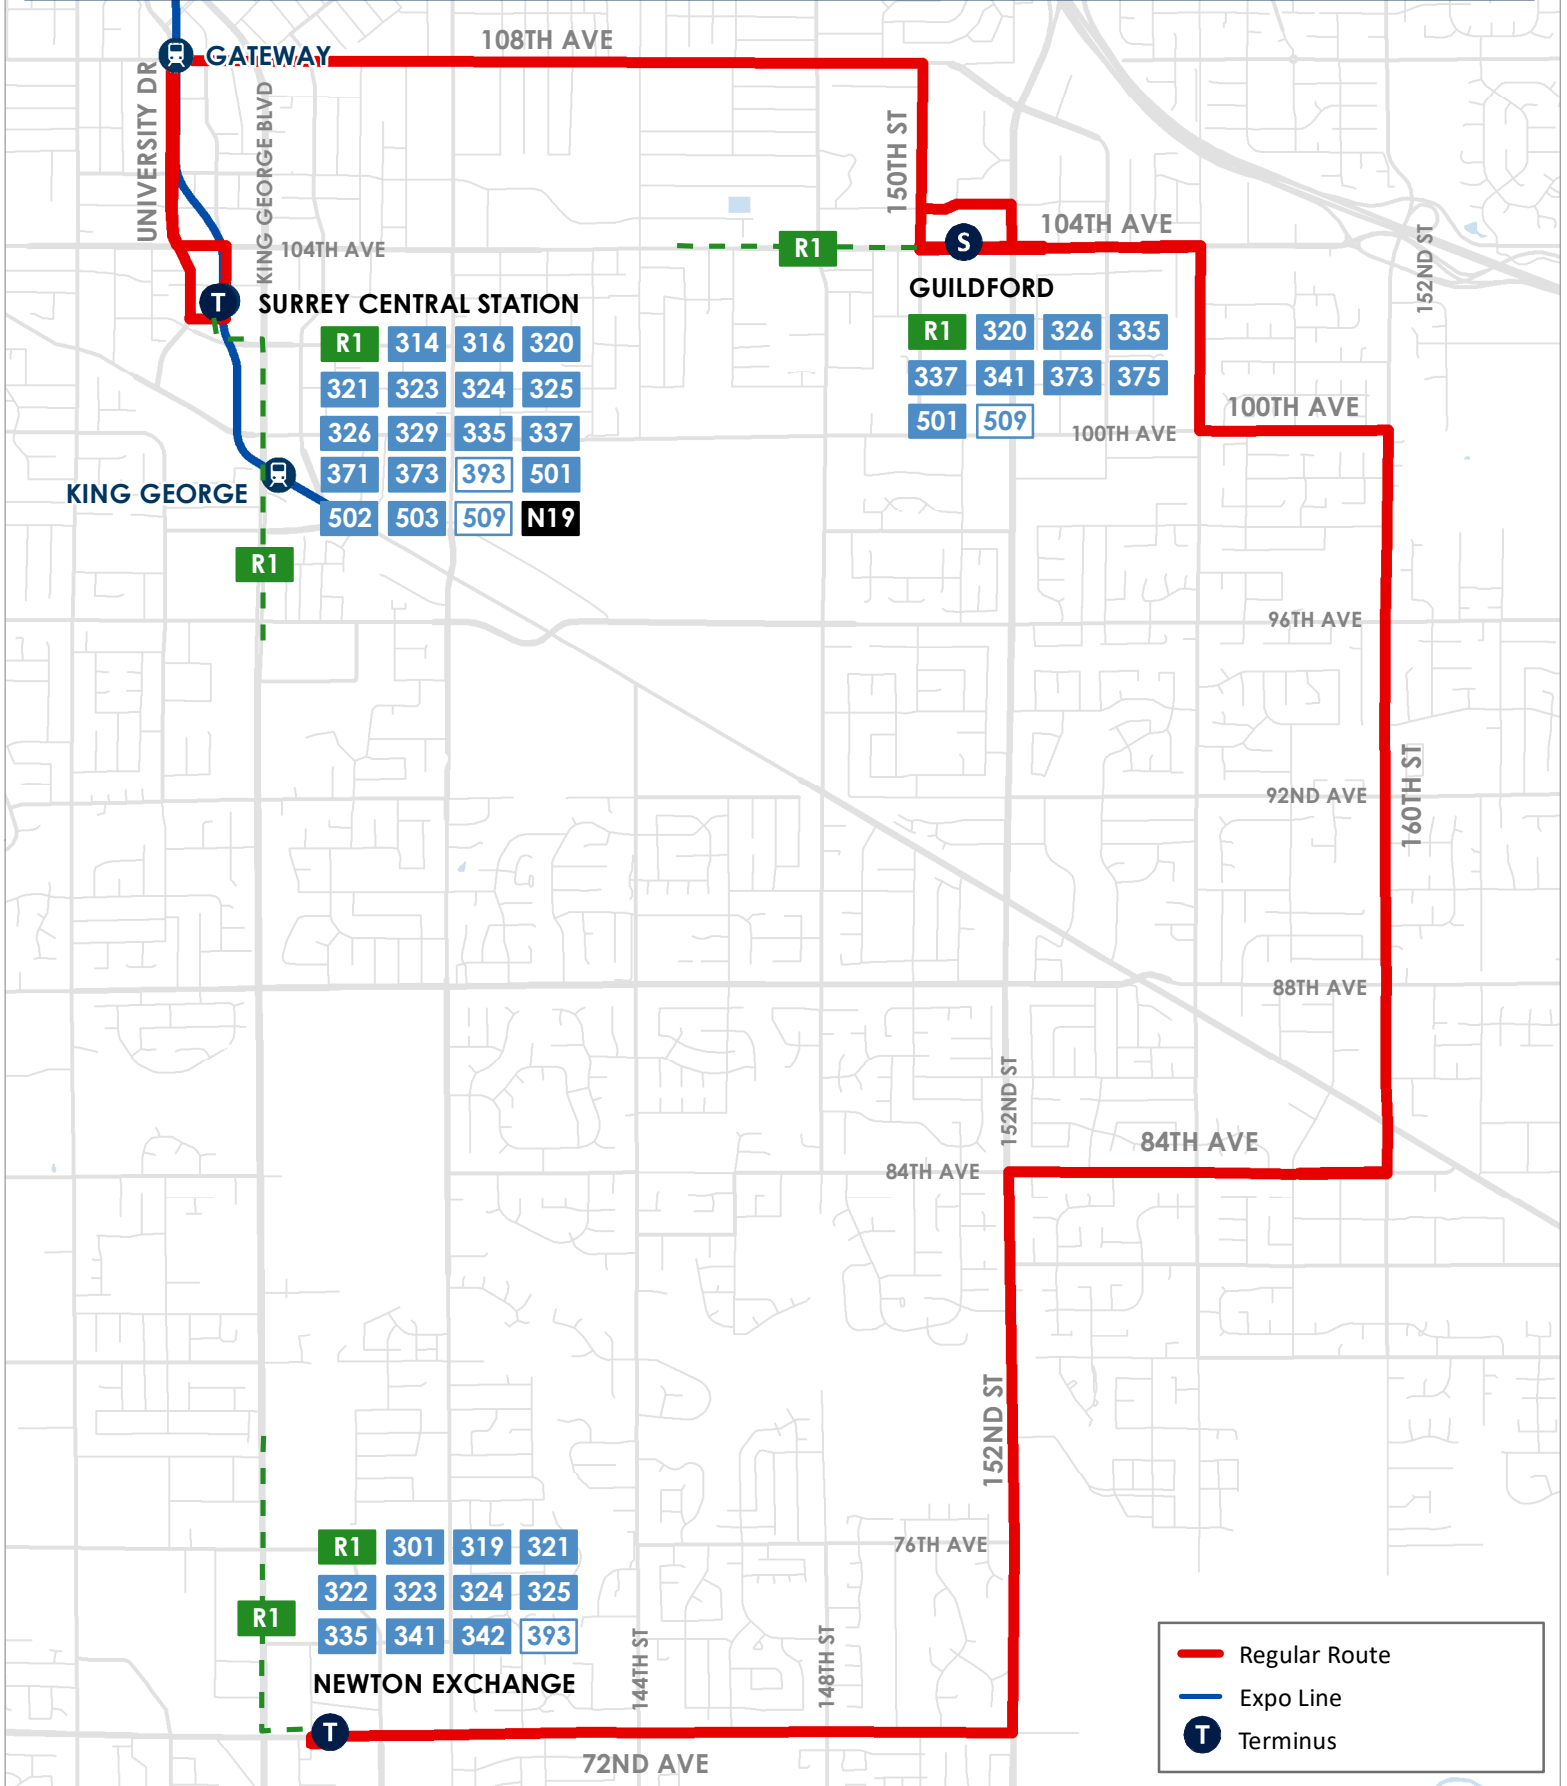 108TH AVE
GATEWAY
UNIVERSITY DR
KING GEORGE BLVD
150TH ST
104TH AVE
152ND ST
104TH AVE
R1
S
GUILDFORD
R1 320 326 335
337 341 373 375
501 509
T
SURREY CENTRAL STATION
R1 314 316 320
321 323 324 325
326 329 335 337
371 373 393 501
502 503 509 N19
100TH AVE
100TH AVE
KING GEORGE
R1
96TH AVE
160TH ST
92ND AVE
88TH AVE
152ND ST
84TH AVE
84TH AVE
152ND ST
76TH AVE
R1 301 319 321
322 323 324 325
335 341 342 393
R1
NEWTON EXCHANGE
144TH ST
148TH ST
T
72ND AVE
Regular Route
Expo Line
T Terminus